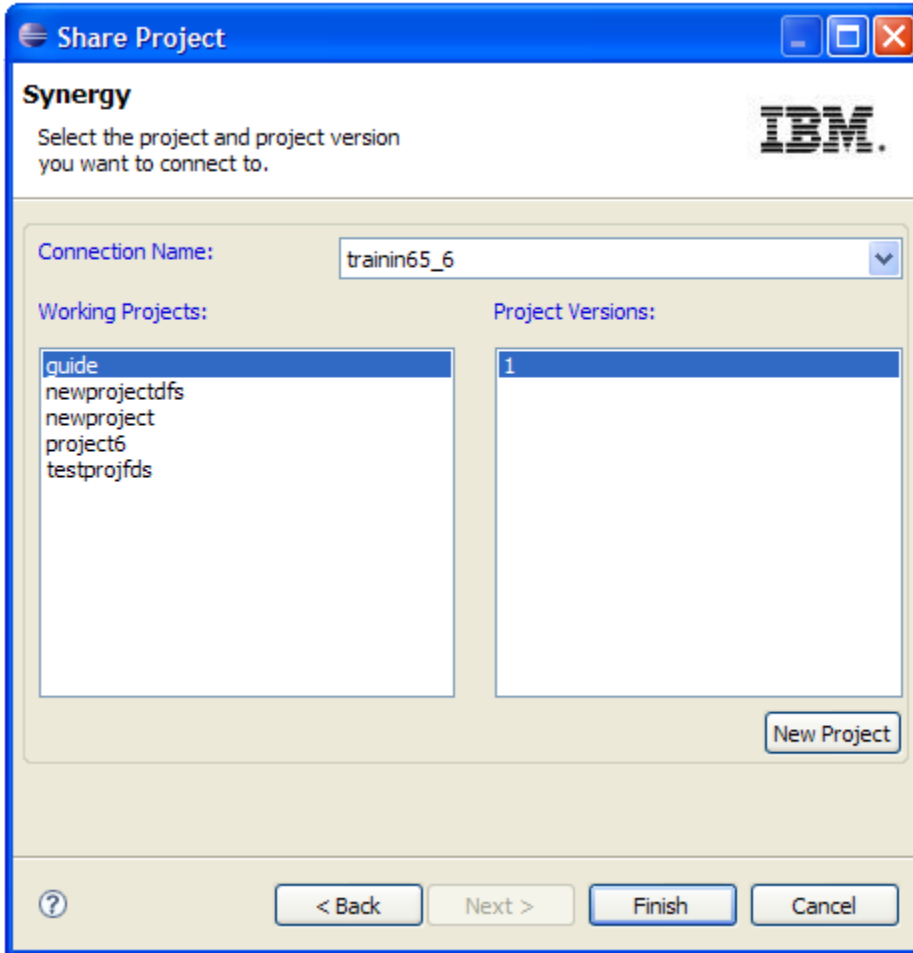 Share Project
Synergy
Select the project and project version
you want to connect to.
IBM.
Connection Name:
trainin65_6
Working Projects:
Project Versions:
guide
newprojectdfs
newproject
project6
testprojfds
1
New Project
?
< Back
Next >
Finish
Cancel